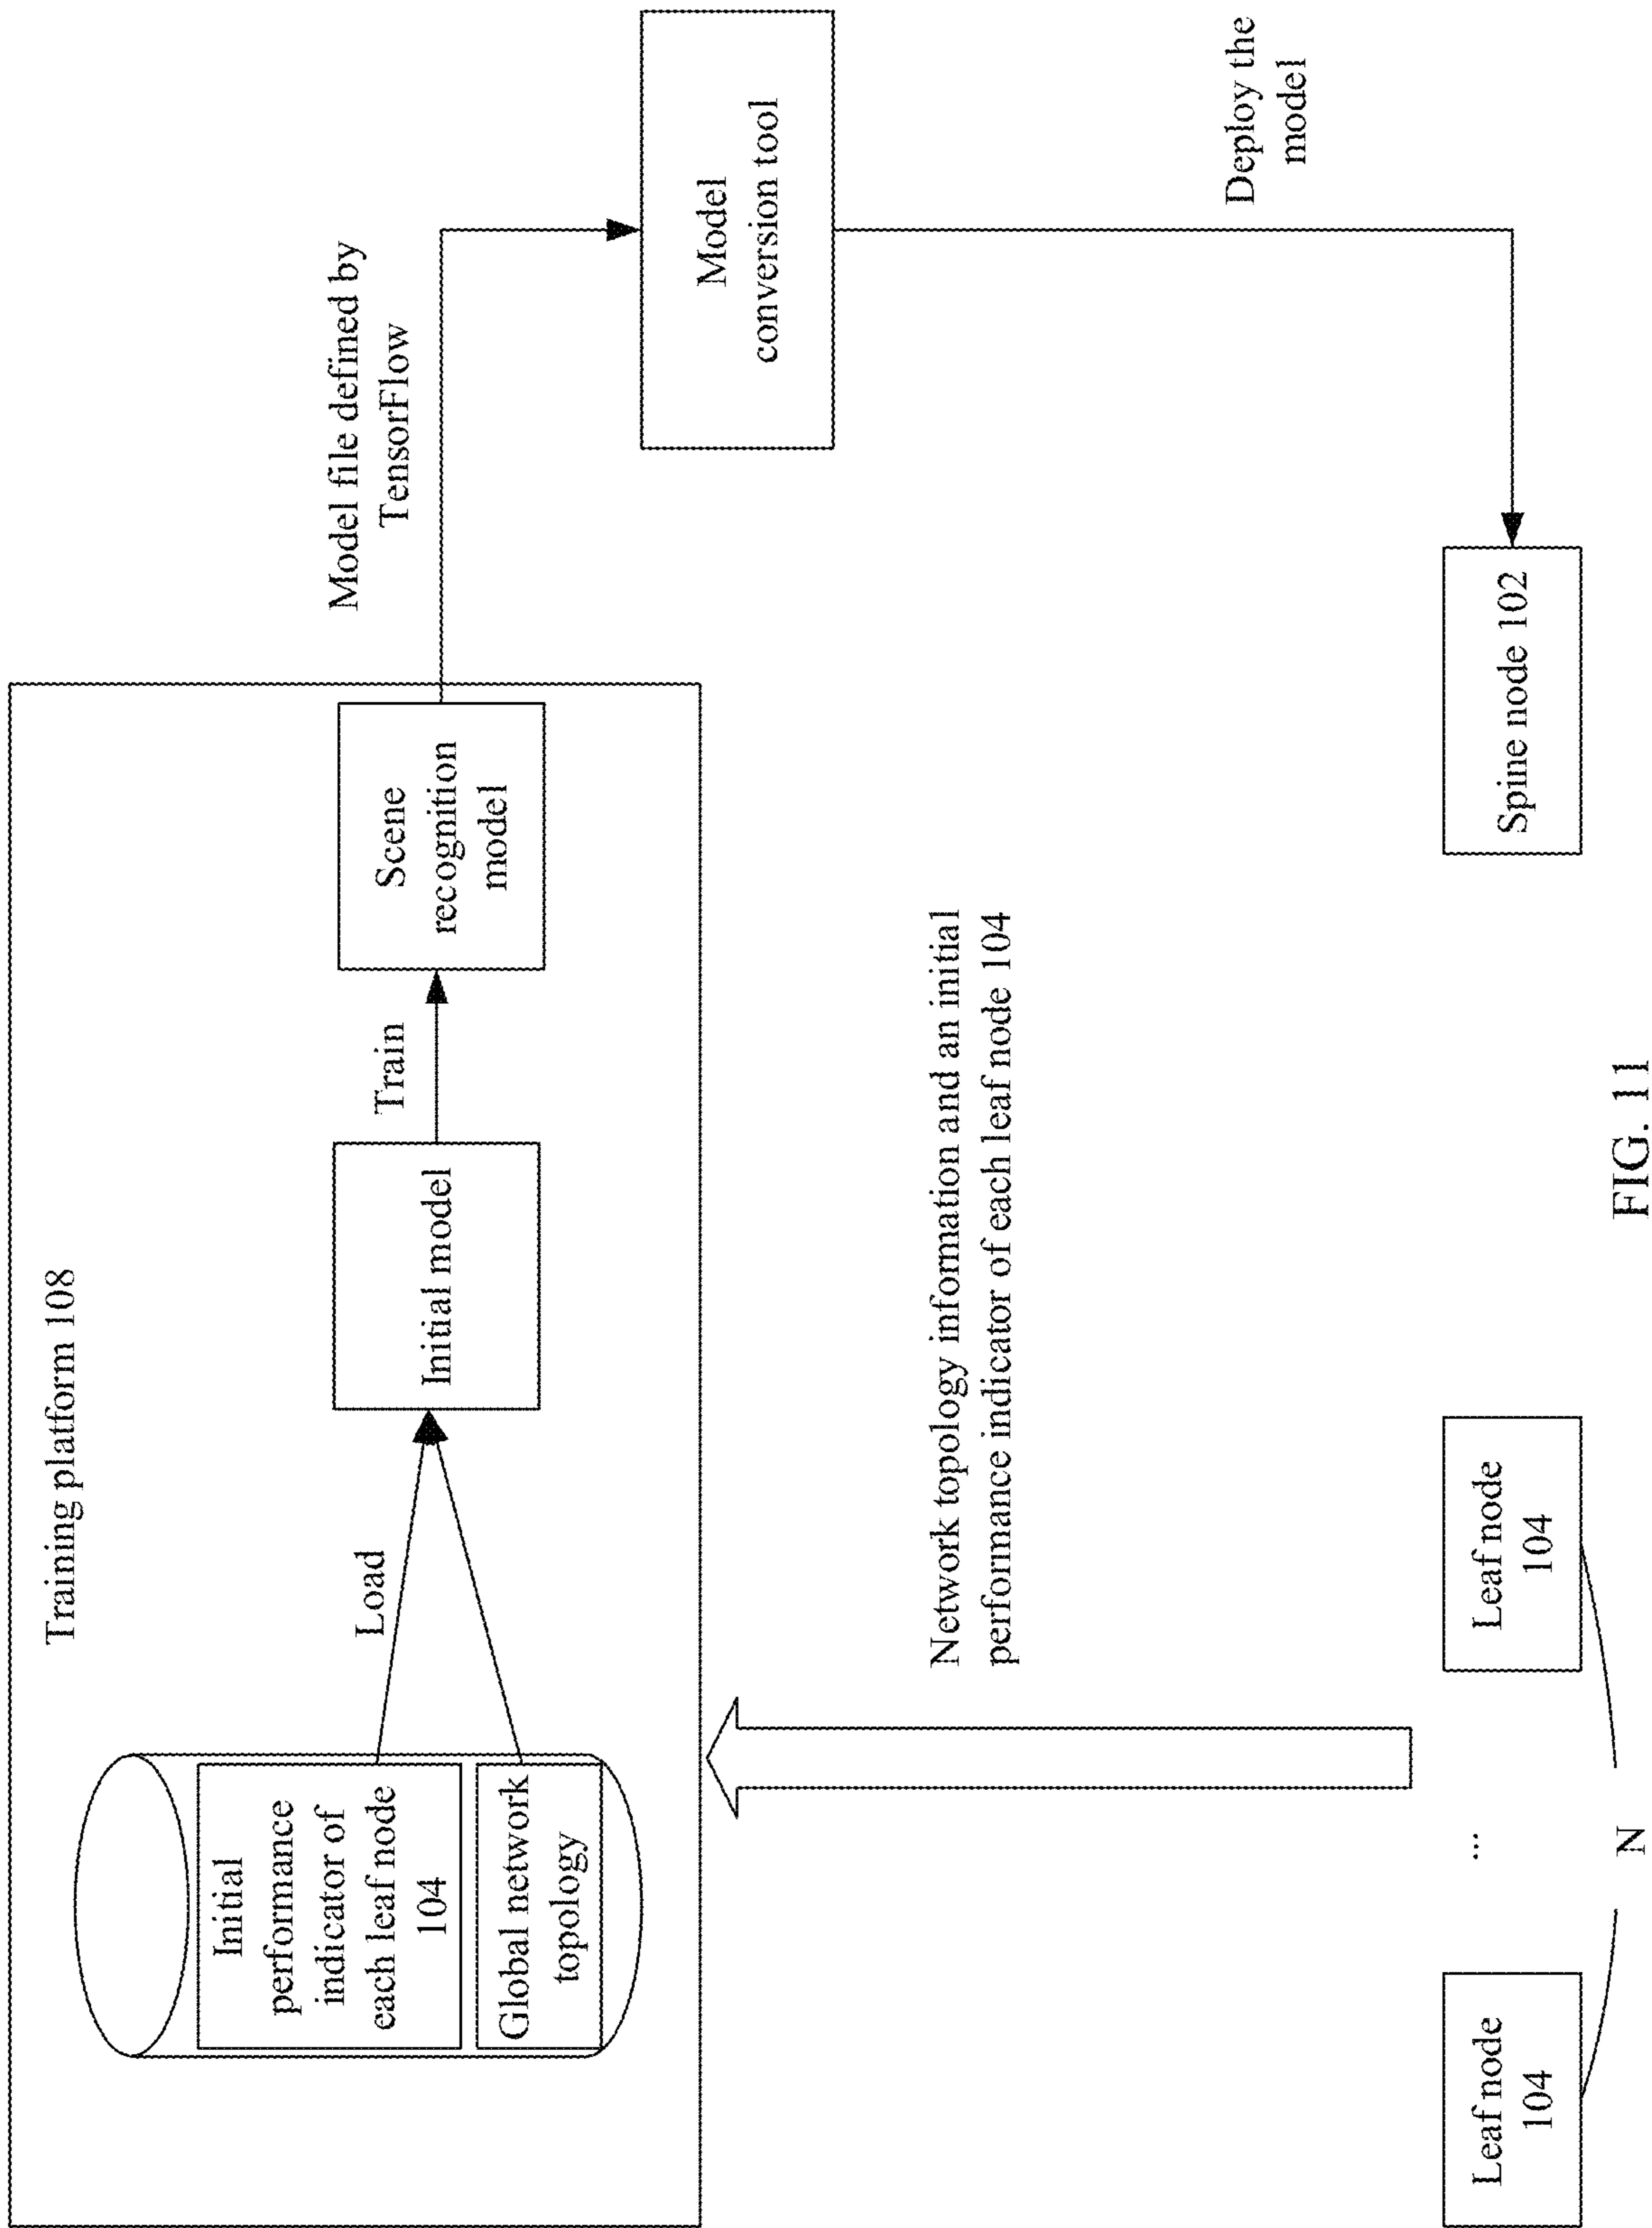 Training platform 108
Initial
performance
indicator of
each leaf node
104
Global network
topology
Load
Initial model
Train
Scene
recognition
model
Model file defined by
TensorFlow
Model
conversion tool
Deploy the
model
Network topology information and an initial
performance indicator of each leaf node 104
Leaf node
104
...
Leaf node
104
N
Spine node 102
FIG. 11